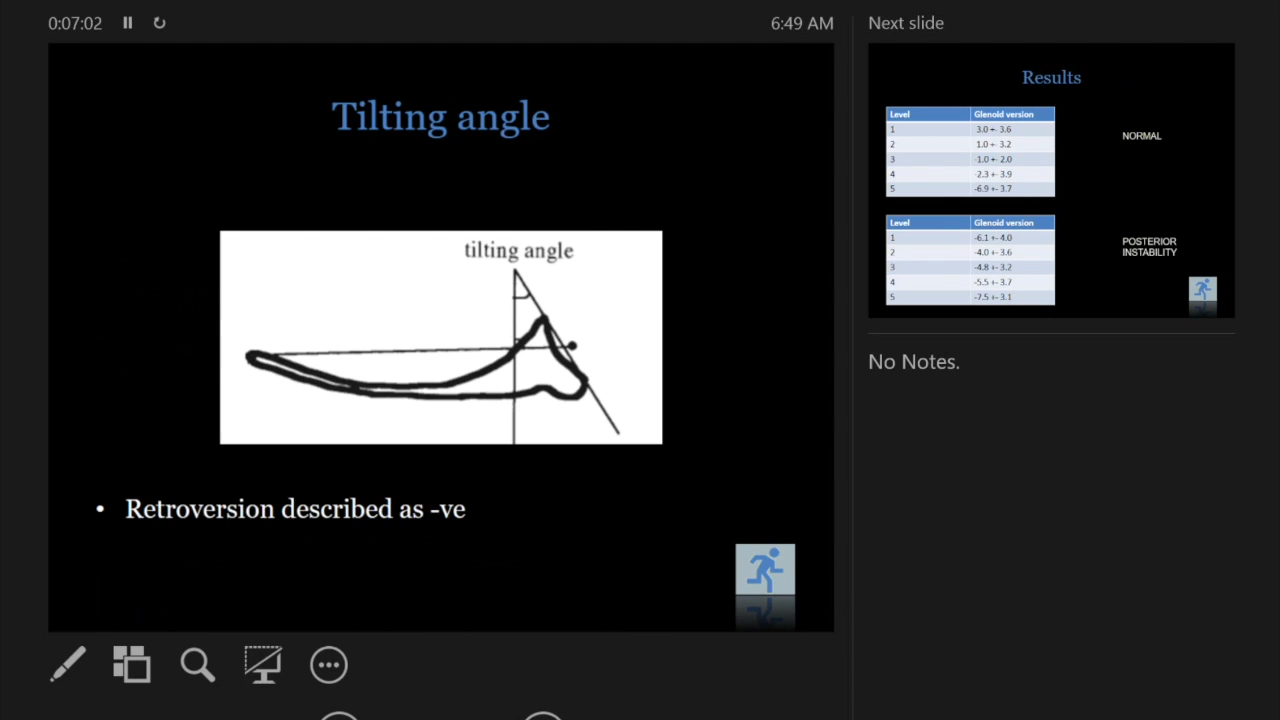 0:07:02
6:49 AM
Next slide
Tilting angle
tilting angle
• Retroversion described as -ve
Results
Level Glenoid version
1 3.0 +- 3.6
2 1.0 +- 3.2
3 -1.0 +- 2.0
4 -2.3 +- 3.9
5 -6.9 +- 3.7
NORMAL
Level Glenoid version
1 -6.1 +- 4.0
2 -4.0 +- 3.6
3 -4.8 +- 3.2
4 -5.5 +- 3.7
5 -7.5 +- 3.1
POSTERIOR
INSTABILITY
No Notes.